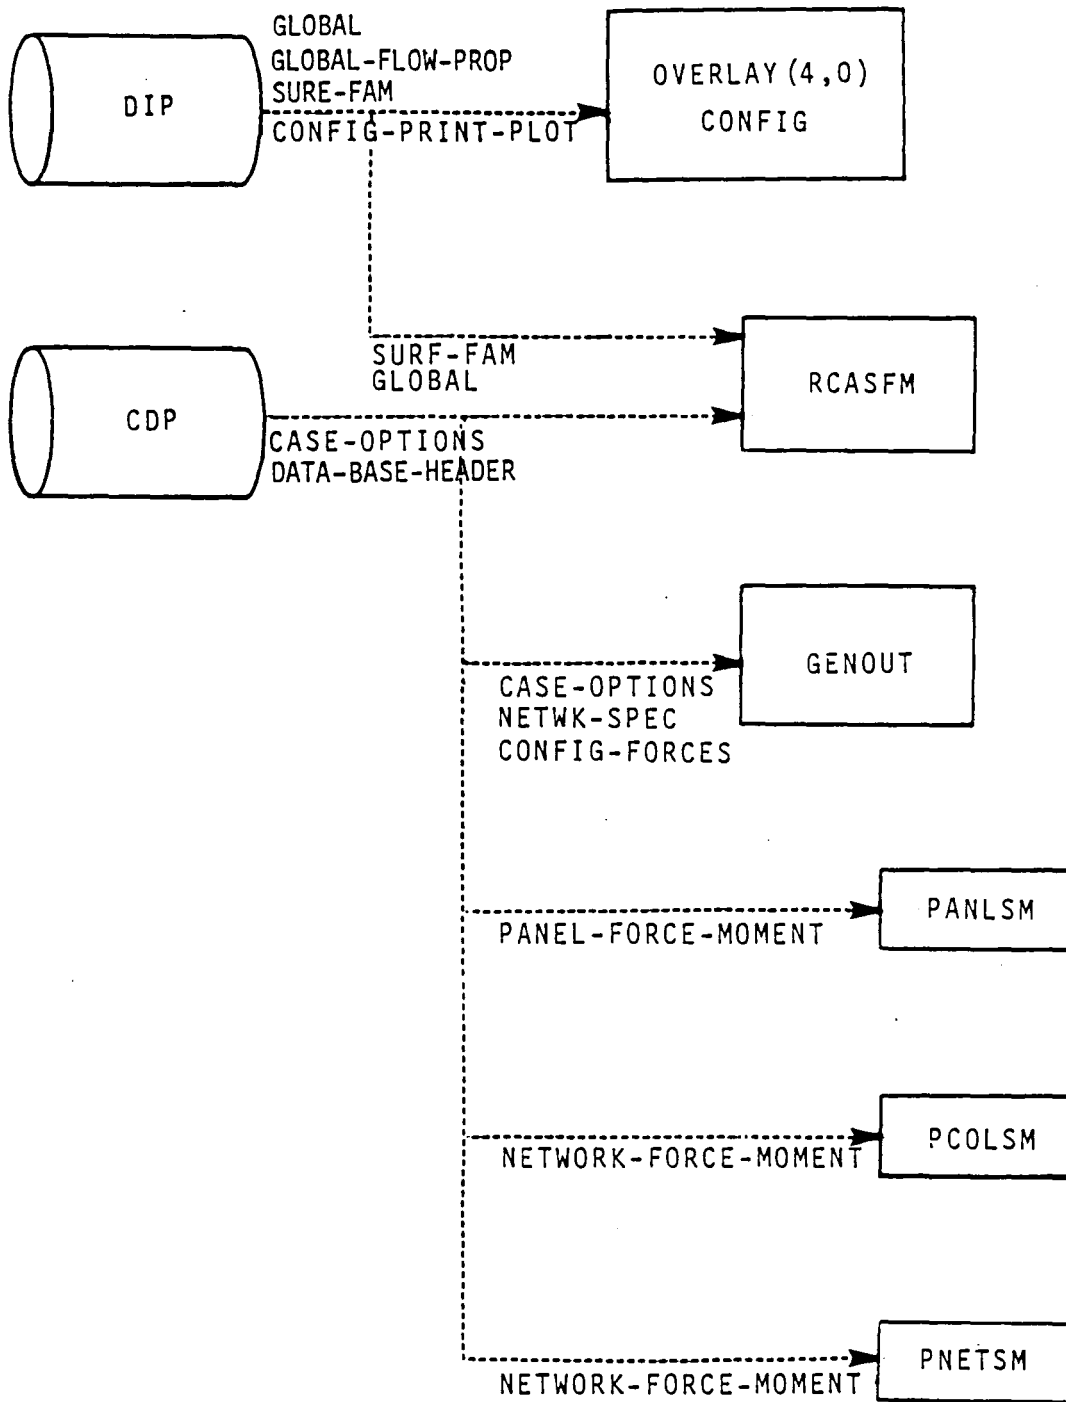 GLOBAL
GLOBAL-FLOW-PROP
SURE-FAM
CONFIG-PRINT-PLOT
DIP
OVERLAY(4,0)
CONFIG
SURF-FAM
GLOBAL
RCASFM
CDP
CASE-OPTIONS
DATA-BASE-HEADER
GENOUT
CASE-OPTIONS
NETWK-SPEC
CONFIG-FORCES
PANLSM
PANEL-FORCE-MOMENT
PCOLSM
NETWORK-FORCE-MOMENT
PNETSM
NETWORK-FORCE-MOMENT